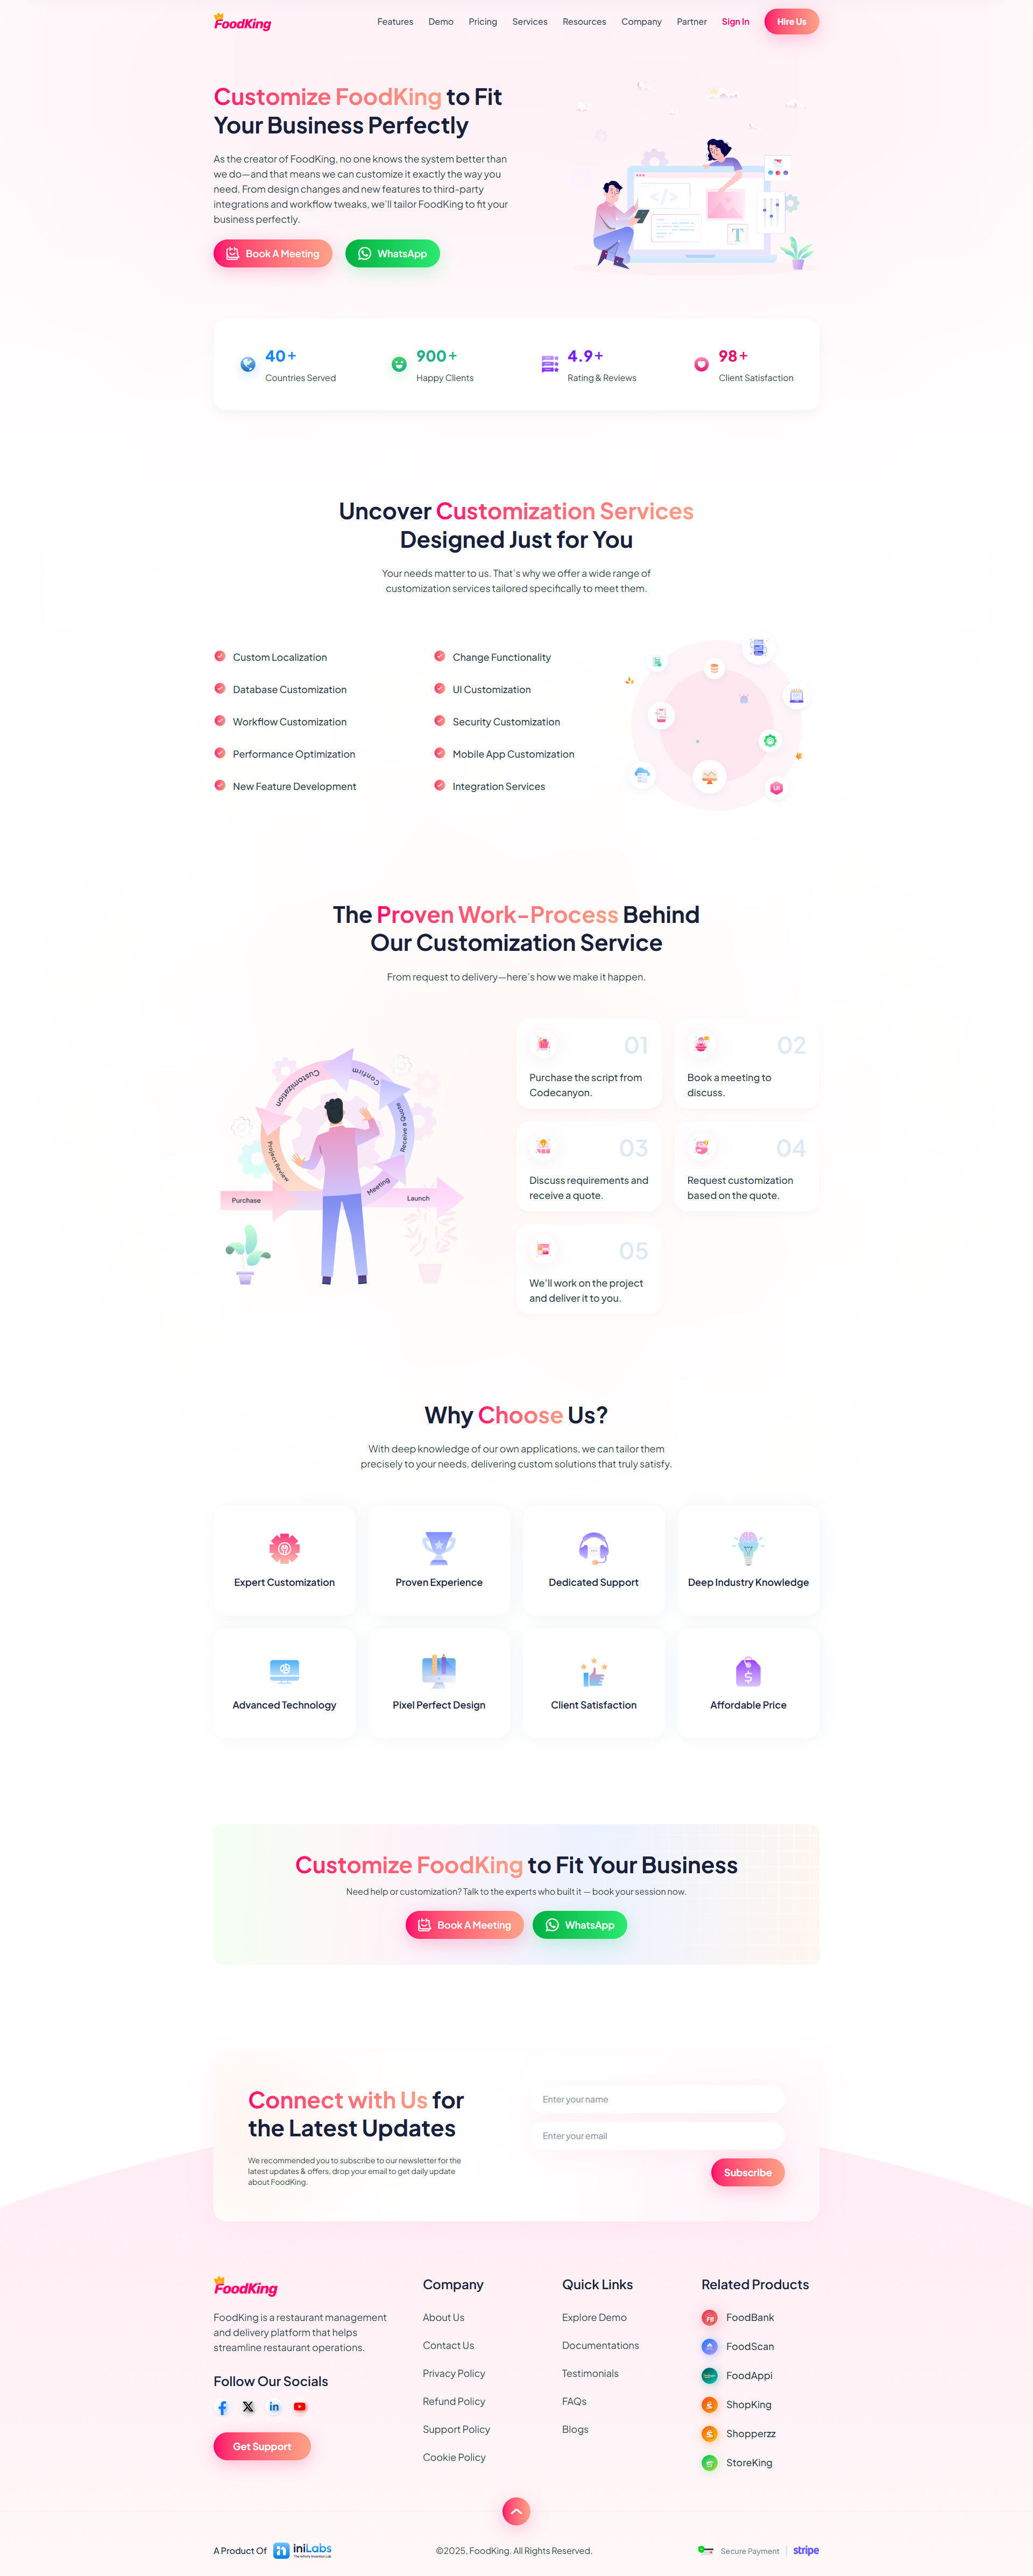 FoodKing
Features Demo Pricing Services Resources Company Partner Sign In Hire Us
Customize FoodKing to Fit
Your Business Perfectly
As the creator of FoodKing, no one knows the system better than
we do—and that means we can customize it exactly the way you
need. From design changes and new features to third-party
integrations and workflow tweaks, we'll tailor FoodKing to fit your
business perfectly.
Book A Meeting
WhatsApp
</>
T
40+
Countries Served
900+
Happy Clients
4.9+
Rating & Reviews
98+
Client Satisfaction
Uncover Customization Services
Designed Just for You
Your needs matter to us. That's why we offer a wide range of
customization services tailored specifically to meet them.
Custom Localization
Change Functionality
Database Customization
UI Customization
Workflow Customization
Security Customization
Performance Optimization
Mobile App Customization
New Feature Development
Integration Services
UI
The Proven Work-Process Behind
Our Customization Service
From request to delivery—here's how we make it happen.
Purchase
Project Review
Customization
Confirm
Receive a Quote
Meeting
Launch
01
Purchase the script from
Codecanyon.
02
Book a meeting to
discuss.
03
Discuss requirements and
receive a quote.
04
Request customization
based on the quote.
05
We'll work on the project
and deliver it to you.
Why Choose Us?
With deep knowledge of our own applications, we can tailor them
precisely to your needs, delivering custom solutions that truly satisfy.
Expert Customization
Proven Experience
Dedicated Support
Deep Industry Knowledge
Advanced Technology
Pixel Perfect Design
Client Satisfaction
$
Affordable Price
Customize FoodKing to Fit Your Business
Need help or customization? Talk to the experts who built it — book your session now.
Book A Meeting
WhatsApp
Connect with Us for
the Latest Updates
We recommended you to subscribe to our newsletter for the
latest updates & offers, drop your email to get daily update
about FoodKing.
Enter your name
Enter your email
Subscribe
FoodKing
FoodKing is a restaurant management
and delivery platform that helps
streamline restaurant operations.
Follow Our Socials
Get Support
Company
About Us
Contact Us
Privacy Policy
Refund Policy
Support Policy
Cookie Policy
Quick Links
Explore Demo
Documentations
Testimonials
FAQs
Blogs
Related Products
FoodBank
FoodScan
FoodAppi
ShopKing
Shopperzz
StoreKing
A Product Of iniLabs
©2025, FoodKing. All Rights Reserved.
Secure Payment stripe